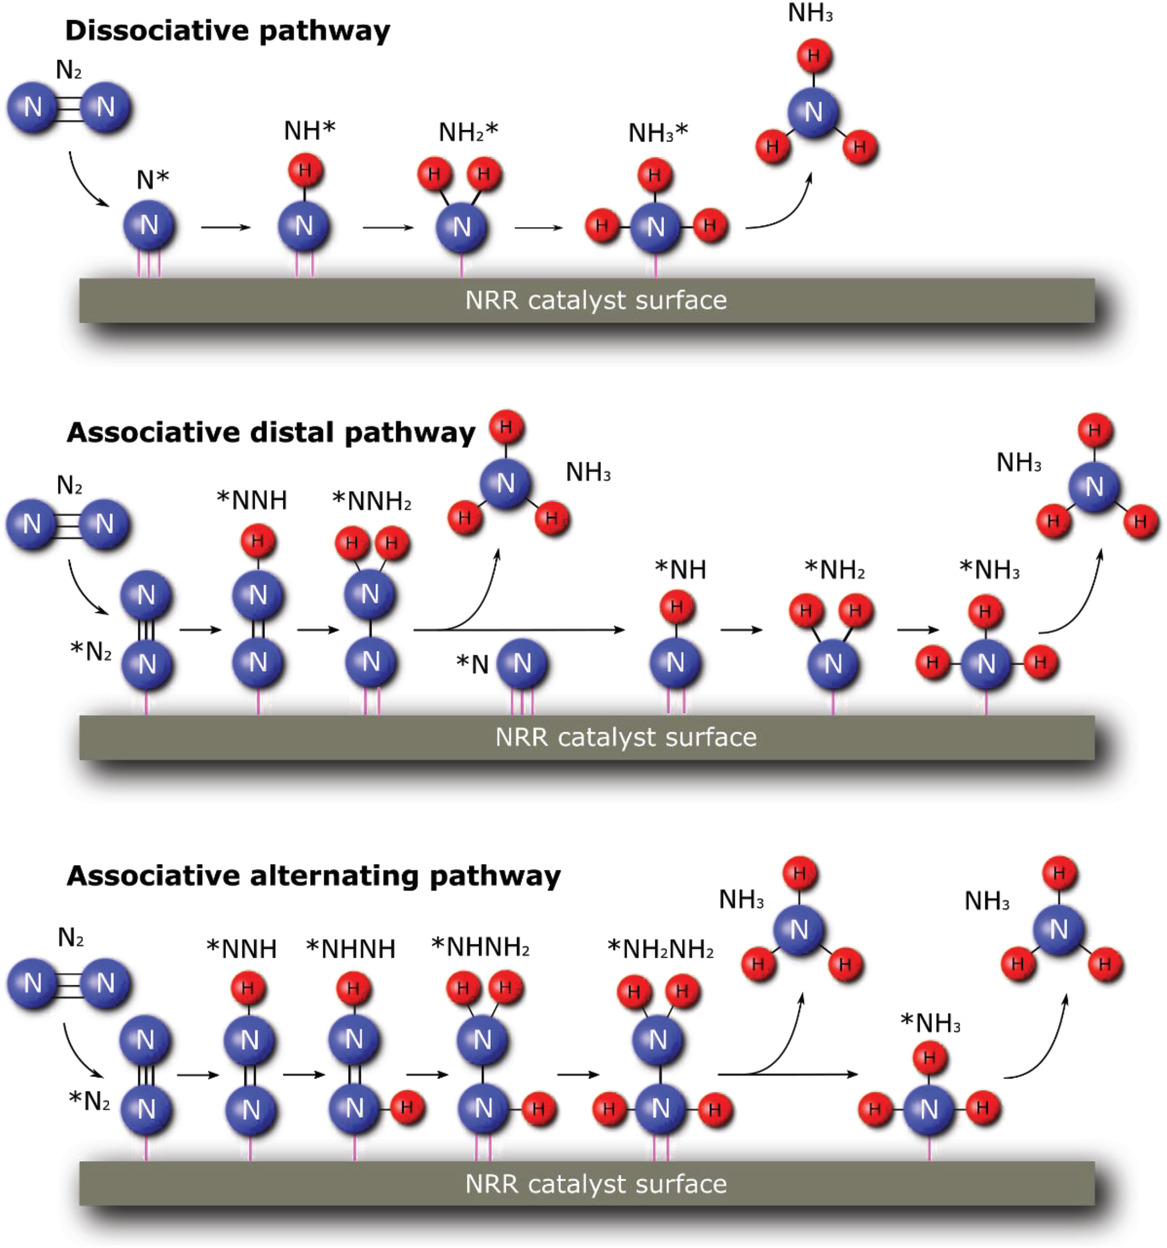 Dissociative pathway
N₂
N N
N*
N
NH*
H
N
NH₂*
H H
N
NH₃*
H
H N H
NH₃
H
N
H H
NRR catalyst surface
Associative distal pathway
N₂
N N
*N₂
N
N
*NNH
H
N
N
*NNH₂
H H
N
N
H
N
H H
NH₃
*N N
*NH
H
N
*NH₂
H H
N
*NH₃
H
H N H
NH₃
H
N
H H
NRR catalyst surface
Associative alternating pathway
N₂
N N
*N₂
N
N
*NNH
H
N
N
*NHNH
H
N
N H
*NHNH₂
H H
N
N H
*NH₂NH₂
H H
N
H N H
NH₃
H
N
H H
*NH₃
H
H N H
NH₃
H
N
H H
NRR catalyst surface